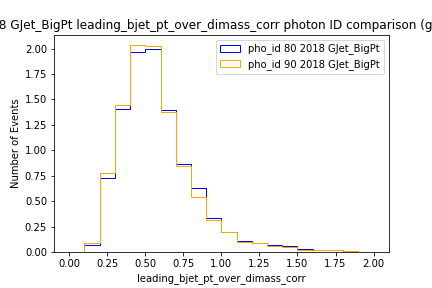 8 GJet_BigPt leading_bjet_pt_over_dimass_corr photon ID comparison (g
pho_id 80 2018 GJet_BigPt
pho_id 90 2018 GJet_BigPt
Number of Events
2.00
1.75
1.50
1.25
1.00
0.75
0.50
0.25
0.00
0.00 0.25 0.50 0.75 1.00 1.25 1.50 1.75 2.00
leading_bjet_pt_over_dimass_corr